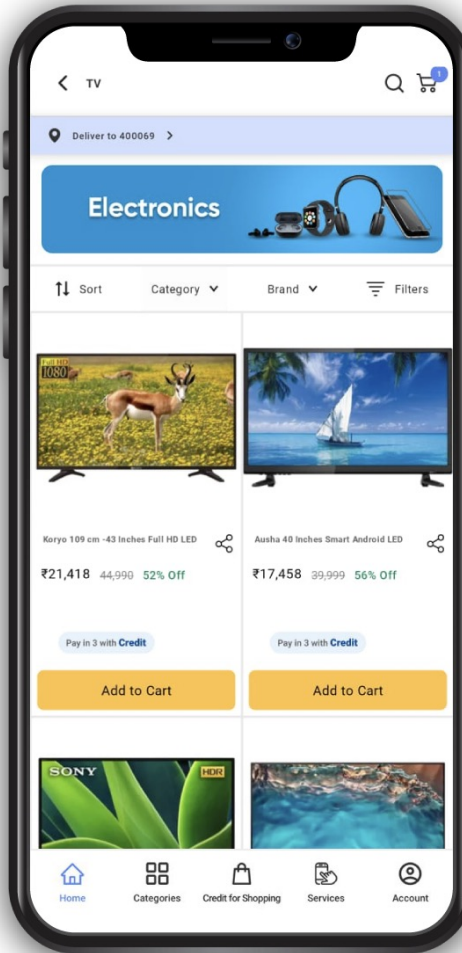 TV
1
Deliver to 400069
Electronics
Sort Category Brand Filters
Full HD
1080
Koryo 109 cm -43 Inches Full HD LED
₹21,418 44,990 52% Off
Pay in 3 with Credit
Add to Cart
Ausha 40 Inches Smart Android LED
₹17,458 39,999 56% Off
Pay in 3 with Credit
Add to Cart
SONY HDR
Home Categories Credit for Shopping Services Account